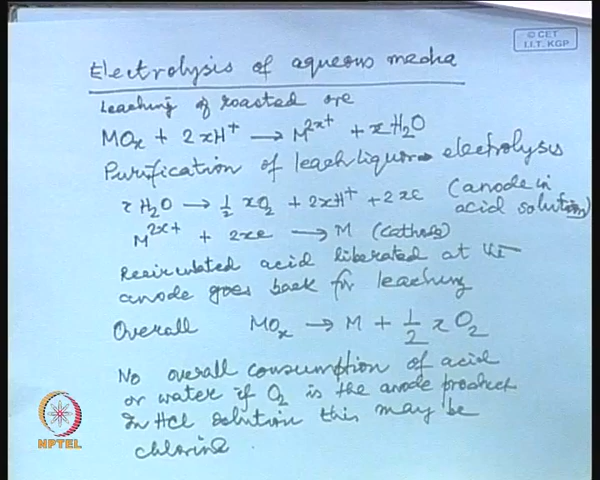 © CET
I.I.T. KGP
Electrolysis of aqueous media
Leaching of roasted ore
MOx + 2xH⁺ → M²ˣ⁺ + xH₂O
Purification of leach liquor → electrolysis
xH₂O → ½ xO₂ + 2xH⁺ + 2xe (anode in
acid solution)
M²ˣ⁺ + 2xe → M (Cathode)
Recirculated acid liberated at the
anode goes back for leaching
Overall MOx → M + ½ xO₂
No overall consumption of acid
or water if O₂ is the anode product
In HCl solution this may be
chlorine
NPTEL